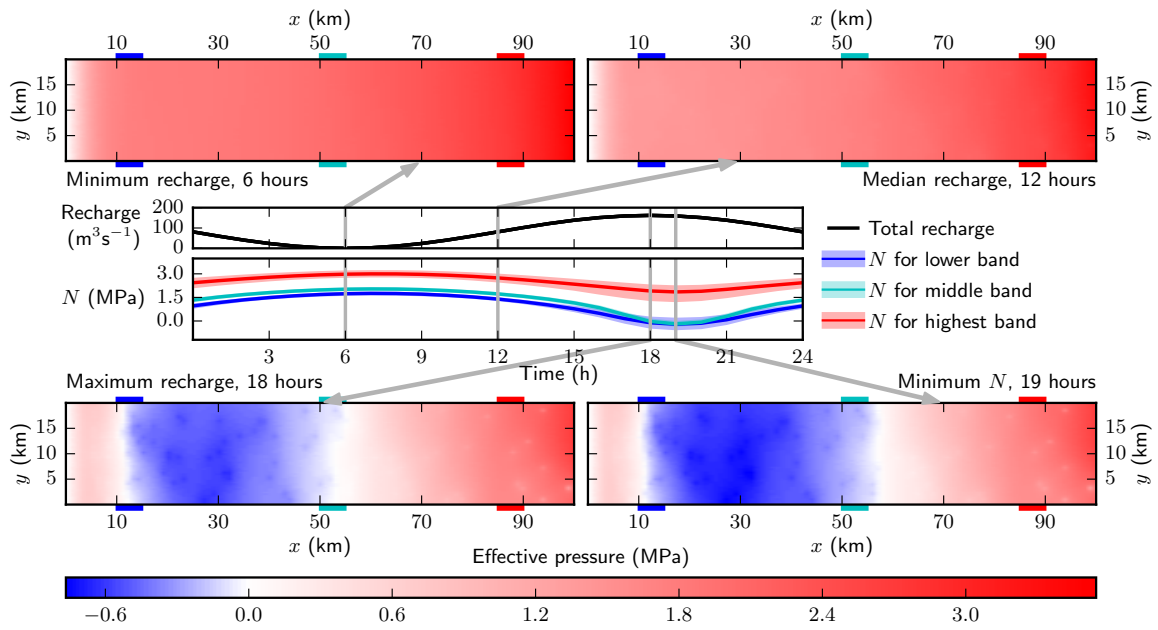 x (km) x (km)
10 30 50 70 90 10 30 50 70 90
15
10
5
y (km)
15
10
5
y (km)
Minimum recharge, 6 hours
Median recharge, 12 hours
Recharge
(m³s⁻¹)
200
100
0
N (MPa)
3.0
1.5
0.0
3 6 9 12 15 18 21 24
Time (h)
Total recharge
N for lower band
N for middle band
N for highest band
Maximum recharge, 18 hours
Minimum N, 19 hours
15
10
5
y (km)
15
10
5
y (km)
10 30 50 70 90 10 30 50 70 90
x (km) x (km)
Effective pressure (MPa)
−0.6 0.0 0.6 1.2 1.8 2.4 3.0